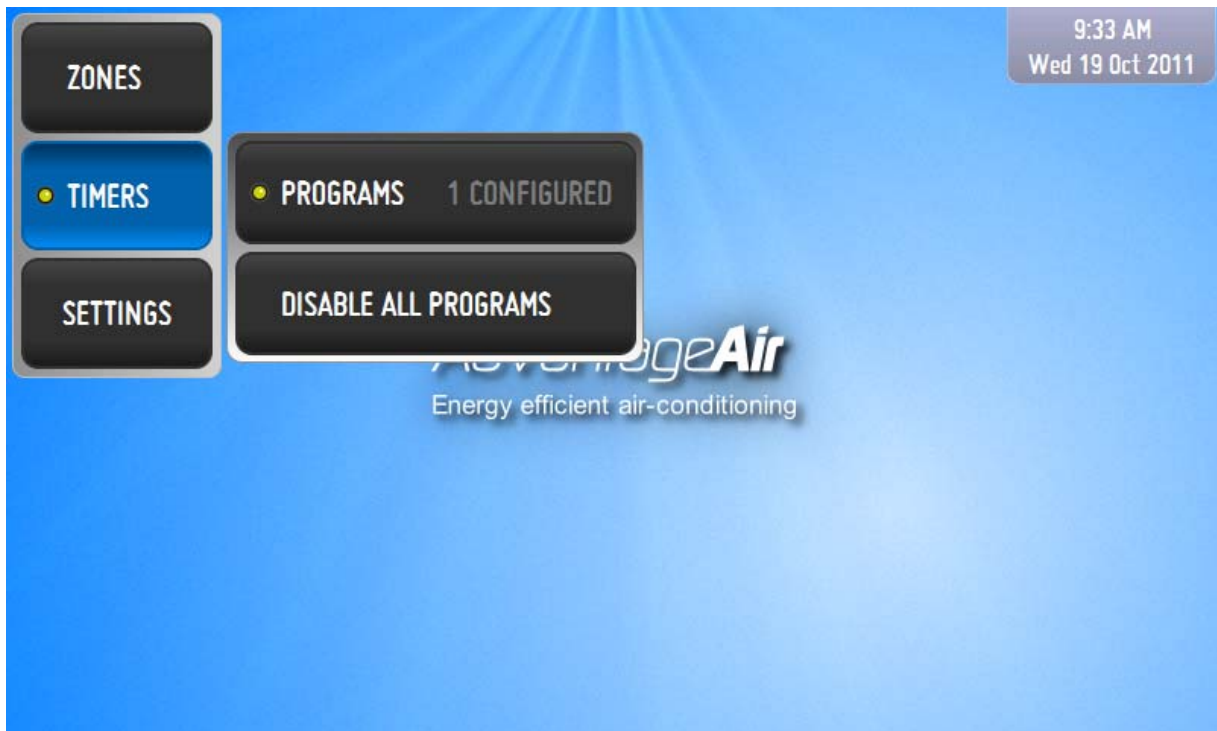 ZONES
9:33 AM
Wed 19 Oct 2011
TIMERS
PROGRAMS 1 CONFIGURED
SETTINGS
DISABLE ALL PROGRAMS
AdvantageAir
Energy efficient air-conditioning